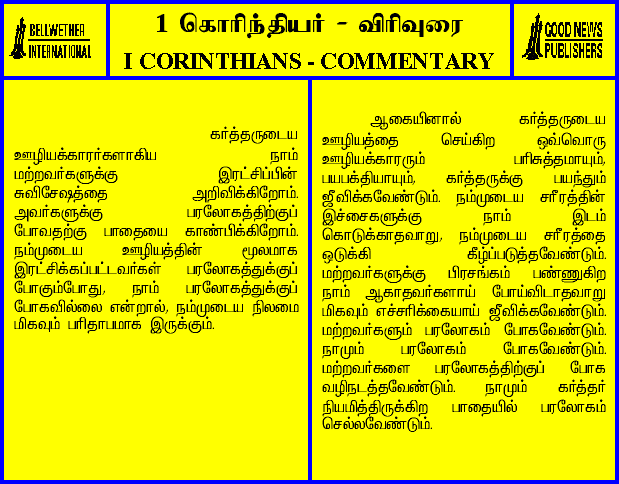 BELLWETHER
INTERNATIONAL
1 கொரிந்தியர் - விரிவுரை
I CORINTHIANS - COMMENTARY
GOOD NEWS
PUBLISHERS
கர்த்தருடைய
ஊழியக்காரர்களாகிய நாம்
மற்றவர்களுக்கு இரட்சிப்பின்
சுவிசேஷத்தை அறிவிக்கிறோம்.
அவர்களுக்கு பரலோகத்திற்குப்
போவதற்கு பாதையை காண்பிக்கிறோம்.
நம்முடைய ஊழியத்தின் மூலமாக
இரட்சிக்கப்பட்டவர்கள் பரலோகத்துக்குப்
போகும்போது, நாம் பரலோகத்துக்குப்
போகவில்லை என்றால், நம்முடைய நிலமை
மிகவும் பரிதாபமாக இருக்கும்.
ஆகையினால் கர்த்தருடைய
ஊழியத்தை செய்கிற ஒவ்வொரு
ஊழியக்காரரும் பரிசுத்தமாயும்,
பயபக்தியாயும், கர்த்தருக்கு பயந்தும்
ஜீவிக்கவேண்டும். நம்முடைய சரீரத்தின்
இச்சைகளுக்கு நாம் இடம்
கொடுக்காதவாறு, நம்முடைய சரீரத்தை
ஒடுக்கி கீழ்ப்படுத்தவேண்டும்.
மற்றவர்களுக்கு பிரசங்கம் பண்ணுகிற
நாம் ஆகாதவர்களாய் போய்விடாதவாறு
மிகவும் எச்சரிக்கையாய் ஜீவிக்கவேண்டும்.
மற்றவர்களும் பரலோகம் போகவேண்டும்.
நாமும் பரலோகம் போகவேண்டும்.
மற்றவர்களை பரலோகத்திற்குப் போக
வழிநடத்தவேண்டும். நாமும் கர்த்தர்
நியமித்திருக்கிற பாதையில் பரலோகம்
செல்லவேண்டும்.